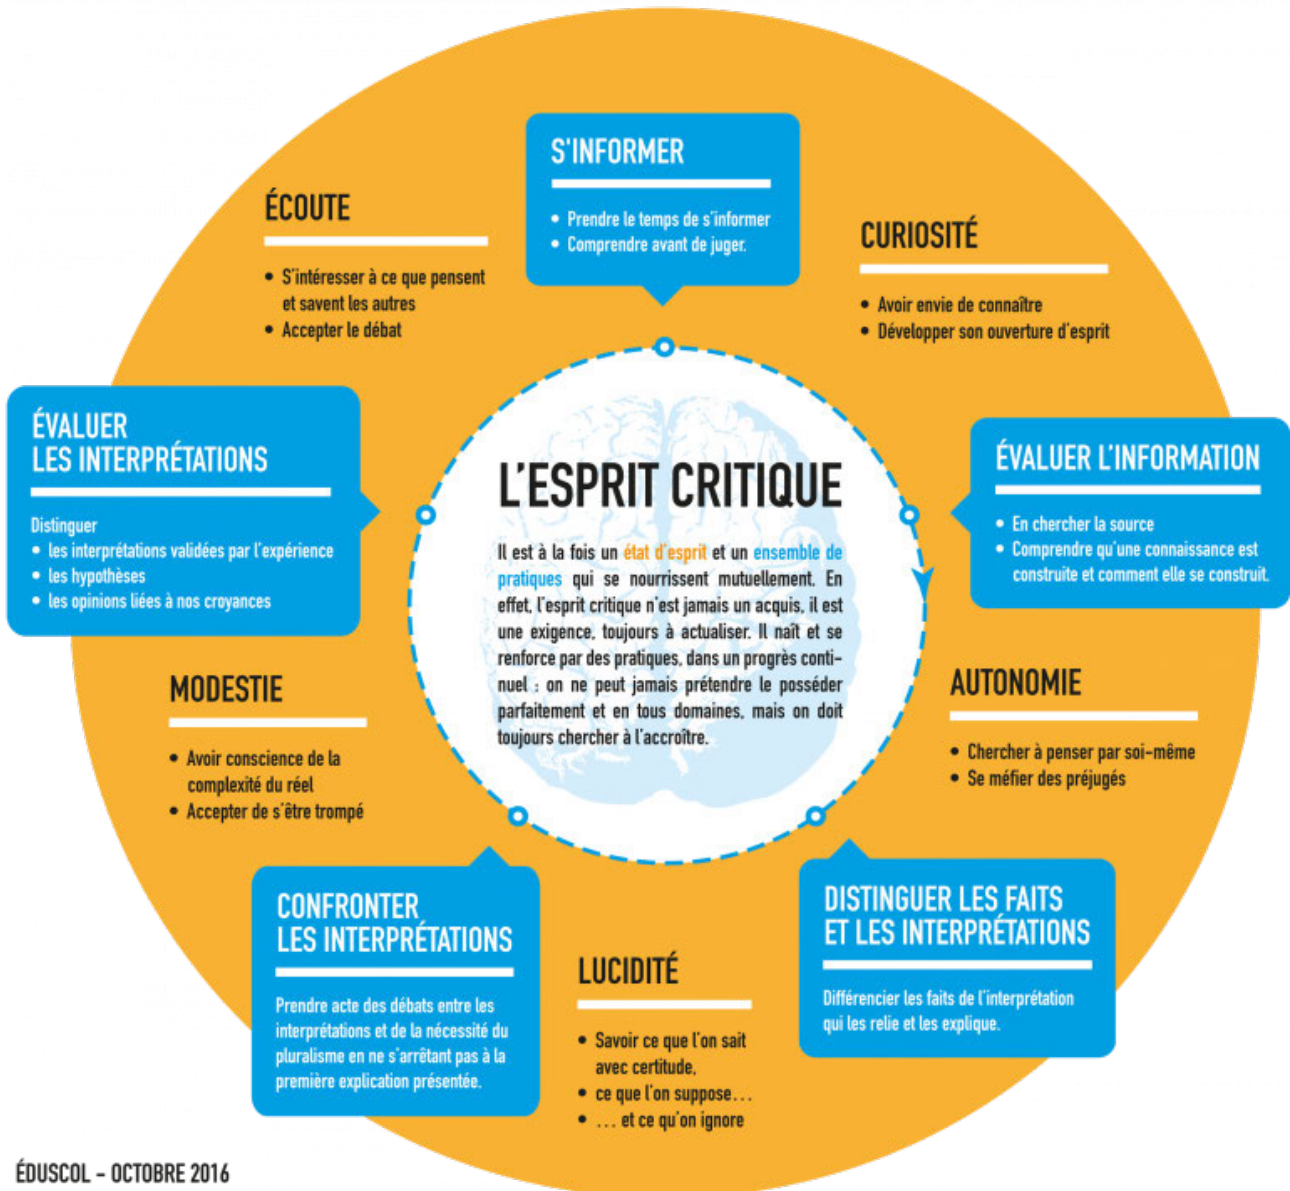 S'INFORMER
• Prendre le temps de s'informer
• Comprendre avant de juger.
ÉCOUTE
• S'intéresser à ce que pensent
et savent les autres
• Accepter le débat
CURIOSITÉ
• Avoir envie de connaître
• Développer son ouverture d'esprit
ÉVALUER
LES INTERPRÉTATIONS
Distinguer
• les interprétations validées par l'expérience
• les hypothèses
• les opinions liées à nos croyances
L'ESPRIT CRITIQUE
Il est à la fois un état d'esprit et un ensemble de
pratiques qui se nourrissent mutuellement. En
effet, l'esprit critique n'est jamais un acquis, il est
une exigence, toujours à actualiser. Il naît et se
renforce par des pratiques, dans un progrès conti-
nuel : on ne peut jamais prétendre le posséder
parfaitement et en tous domaines, mais on doit
toujours chercher à l'accroître.
ÉVALUER L'INFORMATION
• En chercher la source
• Comprendre qu'une connaissance est
construite et comment elle se construit.
MODESTIE
• Avoir conscience de la
complexité du réel
• Accepter de s'être trompé
AUTONOMIE
• Chercher à penser par soi-même
• Se méfier des préjugés
CONFRONTER
LES INTERPRÉTATIONS
Prendre acte des débats entre les
interprétations et de la nécessité du
pluralisme en ne s'arrêtant pas à la
première explication présentée.
LUCIDITÉ
• Savoir ce que l'on sait
avec certitude,
• ce que l'on suppose...
• ... et ce qu'on ignore
DISTINGUER LES FAITS
ET LES INTERPRÉTATIONS
Différencier les faits de l'interprétation
qui les relie et les explique.
ÉDUSCOL – OCTOBRE 2016